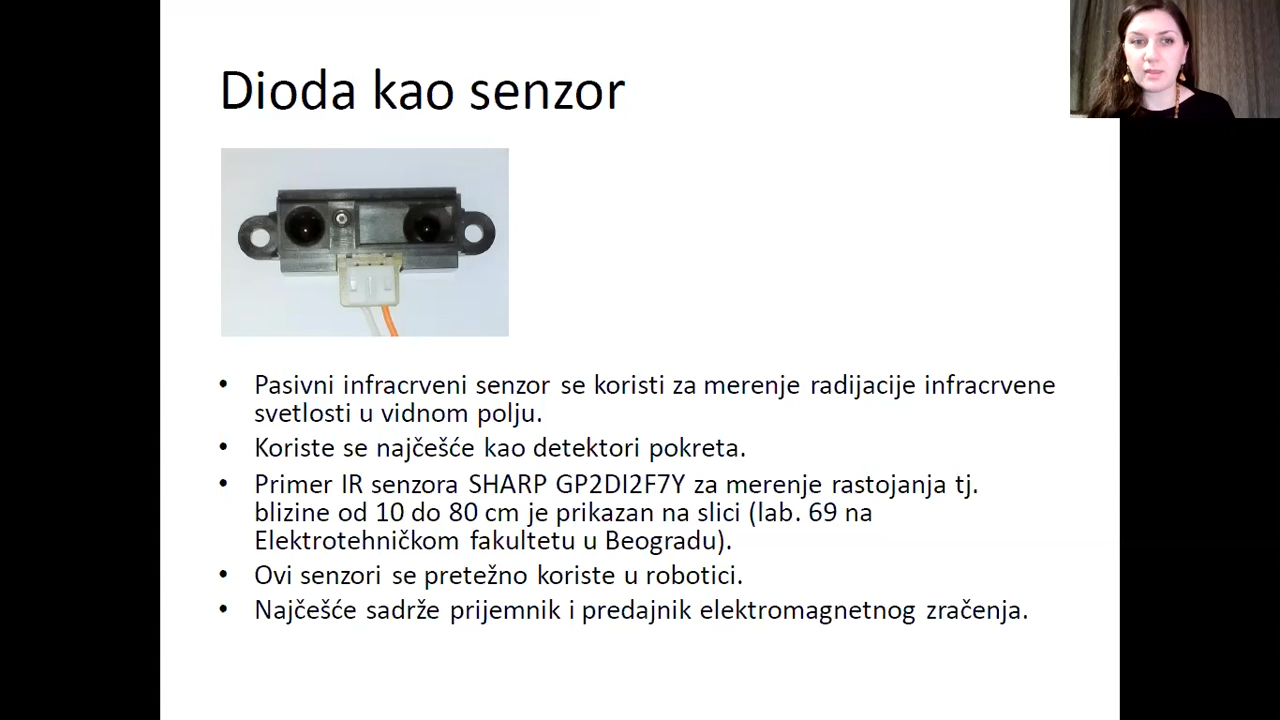 Dioda kao senzor
• Pasivni infracrveni senzor se koristi za merenje radijacije infracrvene
svetlosti u vidnom polju.
• Koriste se najčešće kao detektori pokreta.
• Primer IR senzora SHARP GP2DI2F7Y za merenje rastojanja tj.
blizine od 10 do 80 cm je prikazan na slici (lab. 69 na
Elektrotehničkom fakultetu u Beogradu).
• Ovi senzori se pretežno koriste u robotici.
• Najčešće sadrže prijemnik i predajnik elektromagnetnog zračenja.